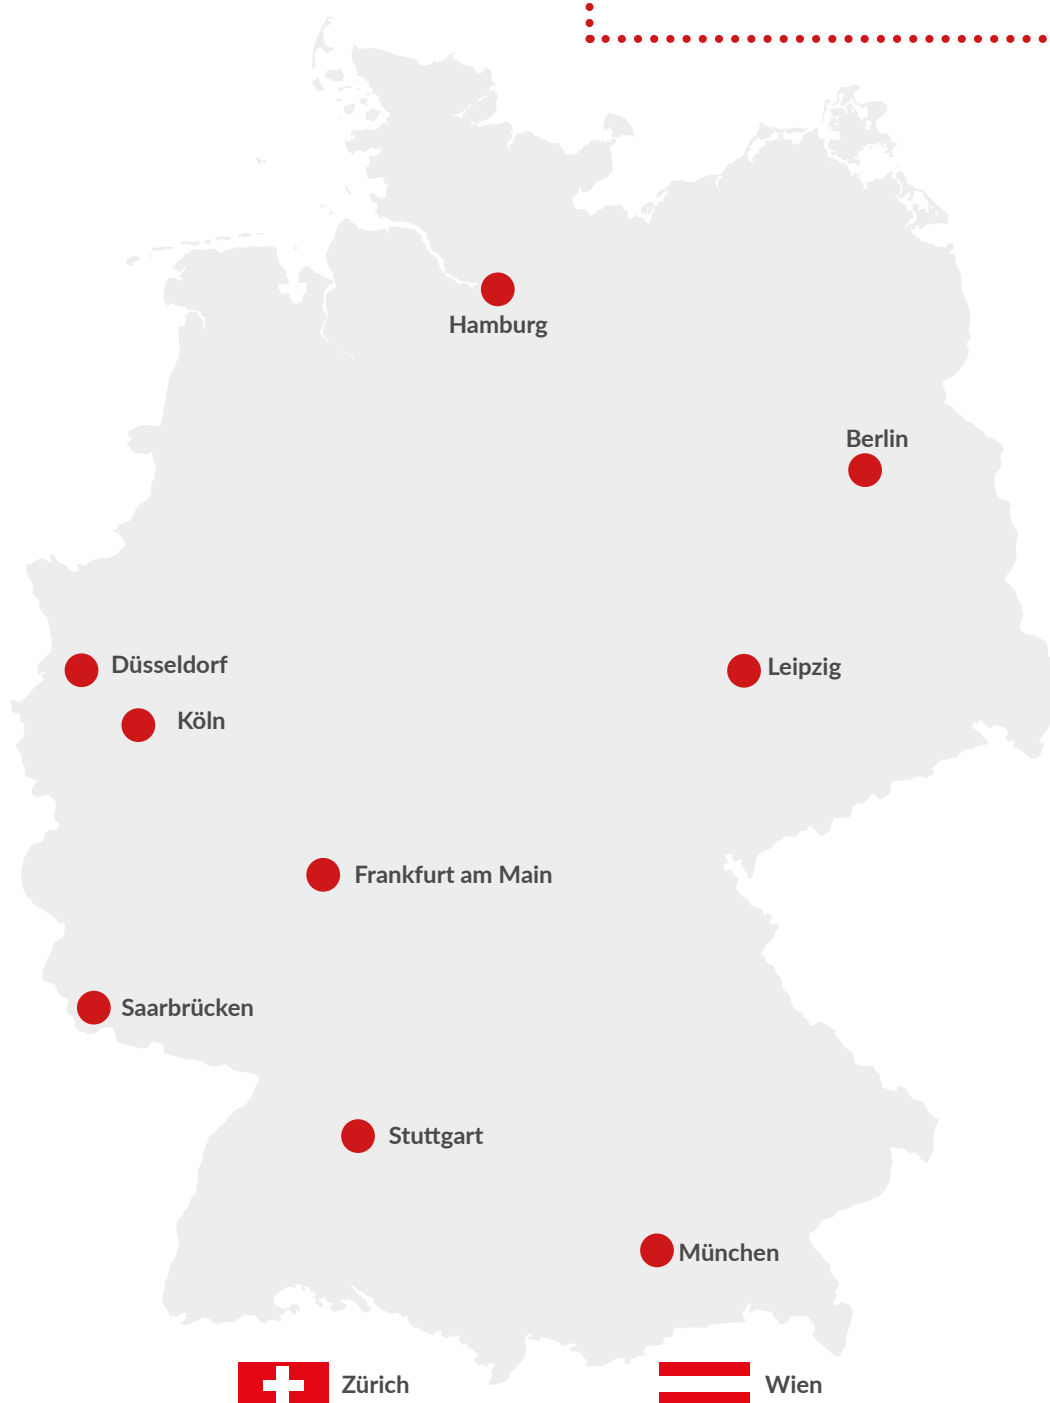 Hamburg
Berlin
Düsseldorf
Leipzig
Köln
Frankfurt am Main
Saarbrücken
Stuttgart
München
Zürich
Wien